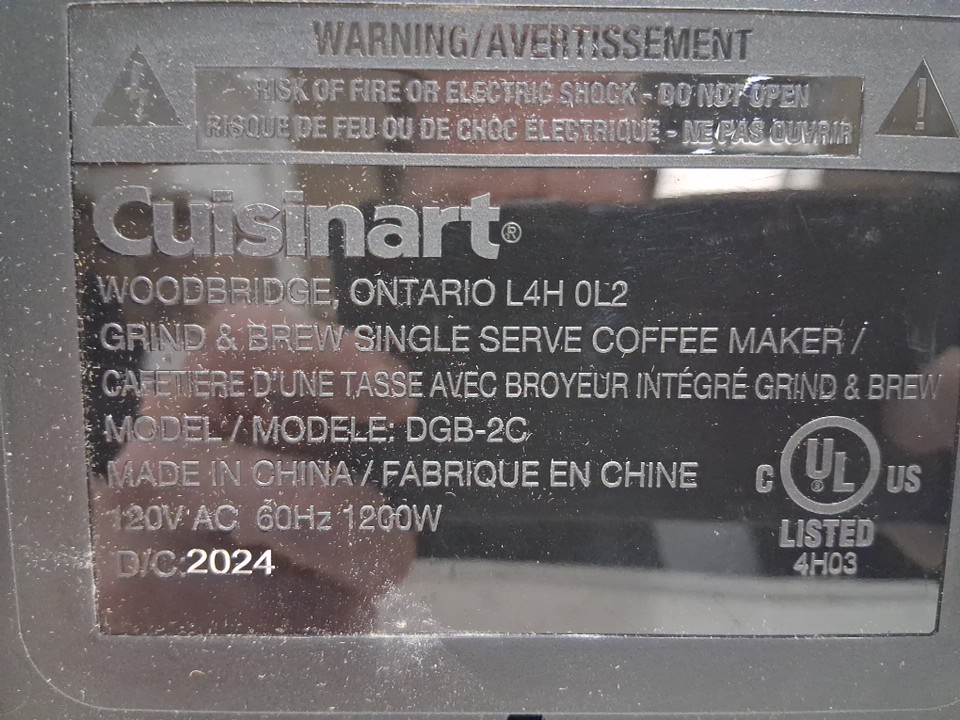 WARNING/AVERTISSEMENT
RISK OF FIRE OR ELECTRIC SHOCK - DO NOT OPEN
RISQUE DE FEU OU DE CHOC ÉLECTRIQUE - NE PAS OUVRIR
Cuisinart®
WOODBRIDGE, ONTARIO L4H 0L2
GRIND & BREW SINGLE SERVE COFFEE MAKER /
CAFETIÈRE D'UNE TASSE AVEC BROYEUR INTÉGRÉ GRIND & BREW
MODEL / MODELE: DGB-2C
MADE IN CHINA / FABRIQUE EN CHINE
120V AC 60Hz 1200W
D/C:2024
C UL® US
LISTED
4H03